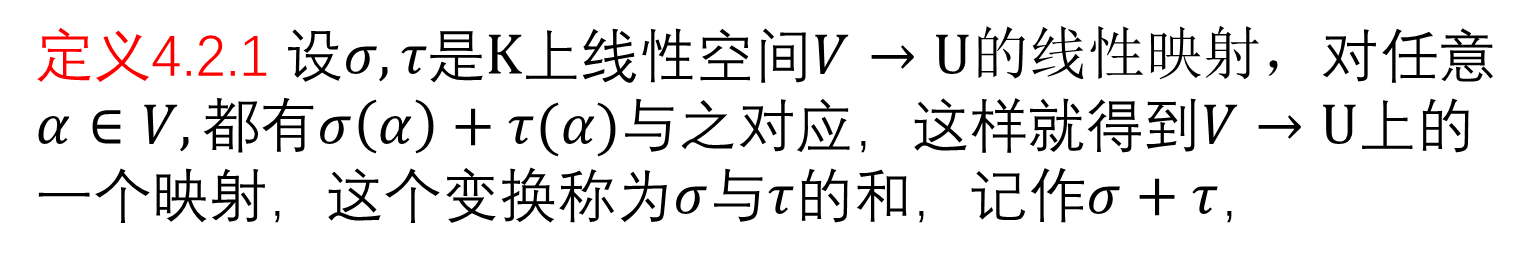 定义4.2.1 设σ,τ是K上线性空间V → U的线性映射，对任意
α ∈ V,都有σ(α) + τ(α)与之对应，这样就得到V → U上的
一个映射，这个变换称为σ与τ的和，记作σ + τ,